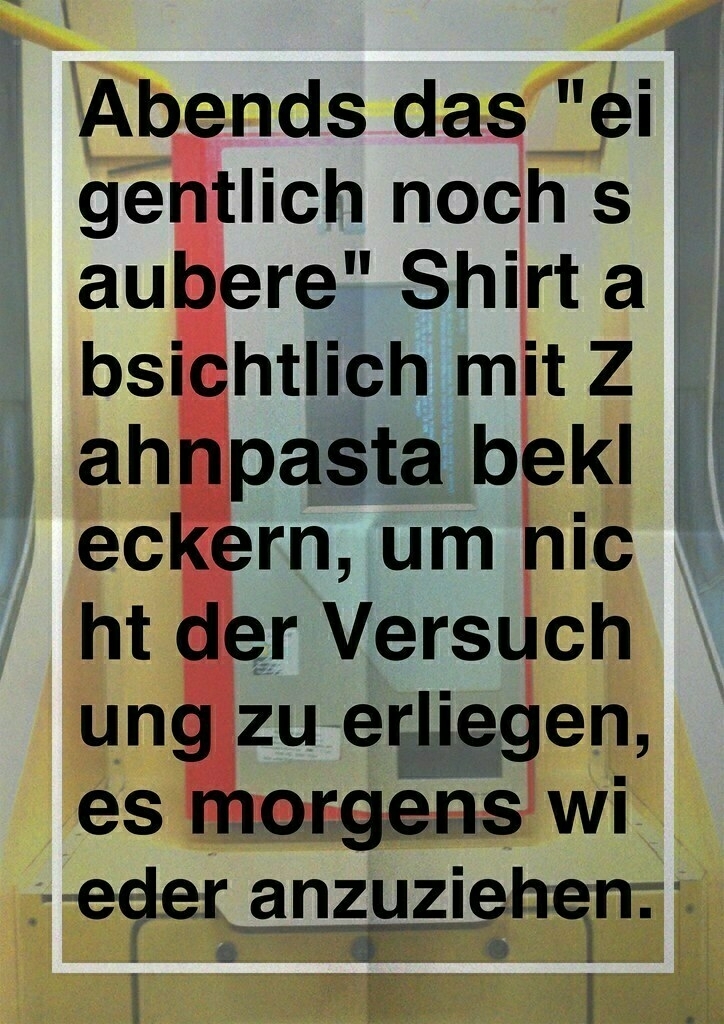 Abends das "ei
gentlich noch s
aubere" Shirt a
bsichtlich mit Z
ahnpasta bekl
eckern, um nic
ht der Versuch
ung zu erliegen,
es morgens wi
eder anzuziehen.